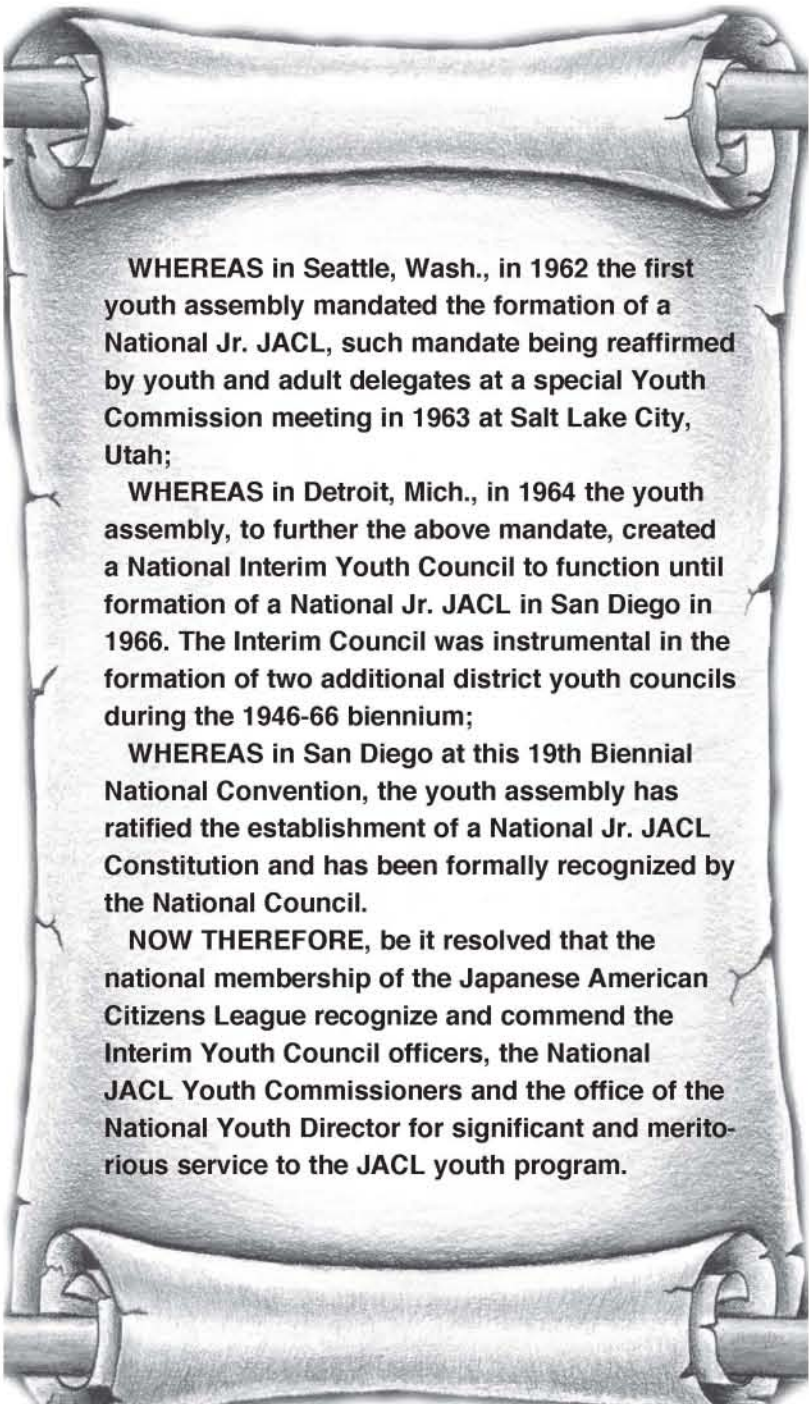 WHEREAS in Seattle, Wash., in 1962 the first
youth assembly mandated the formation of a
National Jr. JACL, such mandate being reaffirmed
by youth and adult delegates at a special Youth
Commission meeting in 1963 at Salt Lake City,
Utah;
WHEREAS in Detroit, Mich., in 1964 the youth
assembly, to further the above mandate, created
a National Interim Youth Council to function until
formation of a National Jr. JACL in San Diego in
1966. The Interim Council was instrumental in the
formation of two additional district youth councils
during the 1946-66 biennium;
WHEREAS in San Diego at this 19th Biennial
National Convention, the youth assembly has
ratified the establishment of a National Jr. JACL
Constitution and has been formally recognized by
the National Council.
NOW THEREFORE, be it resolved that the
national membership of the Japanese American
Citizens League recognize and commend the
Interim Youth Council officers, the National
JACL Youth Commissioners and the office of the
National Youth Director for significant and merito-
rious service to the JACL youth program.